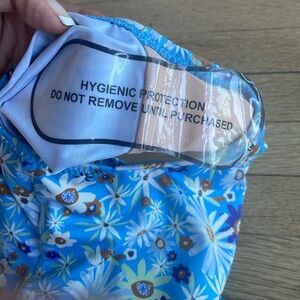 HYGIENIC PROTECTION
DO NOT REMOVE UNTIL PURCHASED